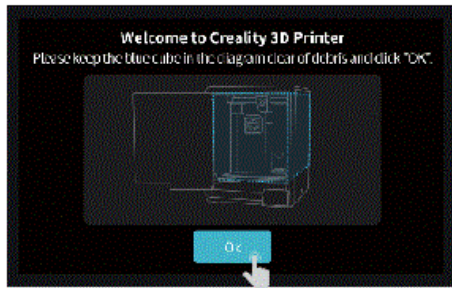 Welcome to Creality 3D Printer
Please keep the blue cube in the diagram clear of debris and click "OK".
OK